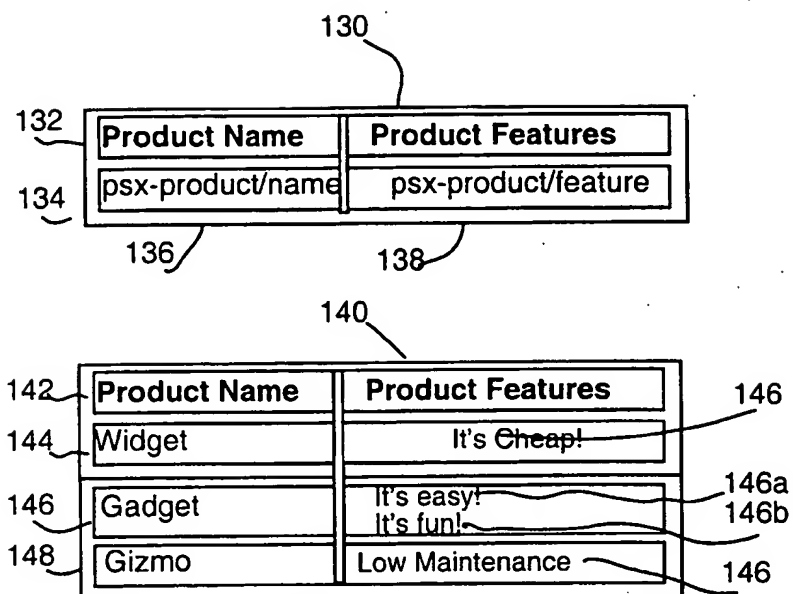 130
132 Product Name Product Features
134 psx-product/name psx-product/feature
136 138
140
142 Product Name Product Features 146
144 Widget It's Cheap!
146 Gadget It's easy! 146a
It's fun! 146b
148 Gizmo Low Maintenance 146